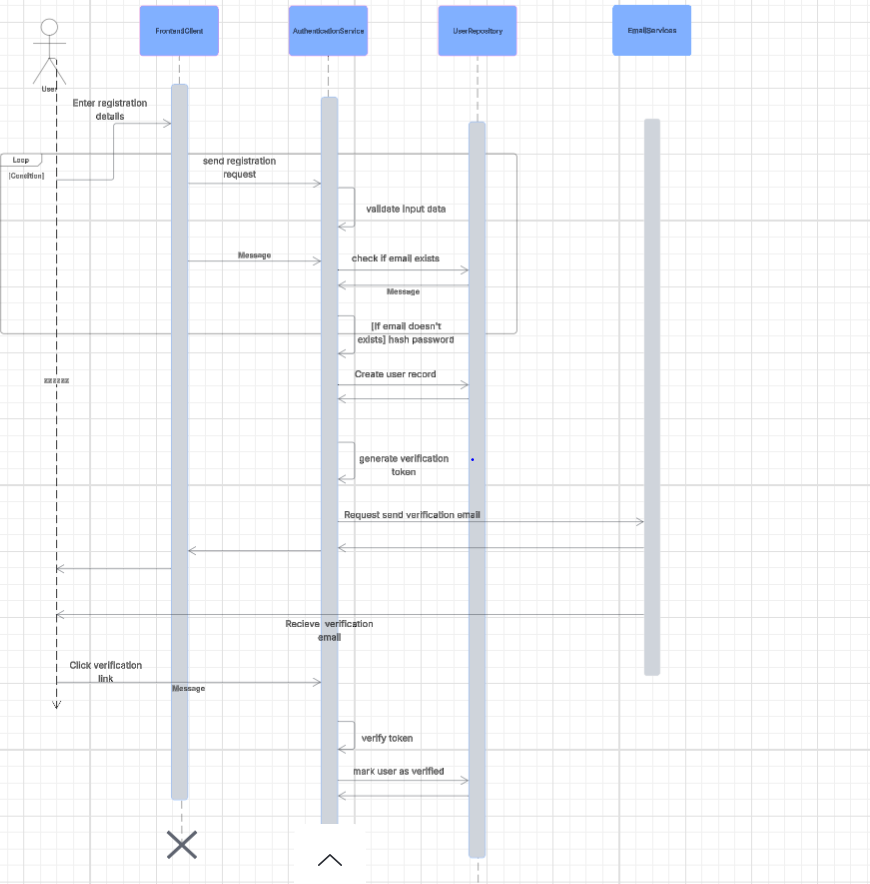 FrontendClient
AuthenticationService
UserRepository
EmailServices
User
Enter registration
details
Loop
[Condition]
send registration
request
validate input data
Message
check if email exists
Message
[If email doesn't
exists] hash password
Create user record
generate verification
token
Request send verification email
Recieve verification
email
Click verification
link
Message
verify token
mark user as verified